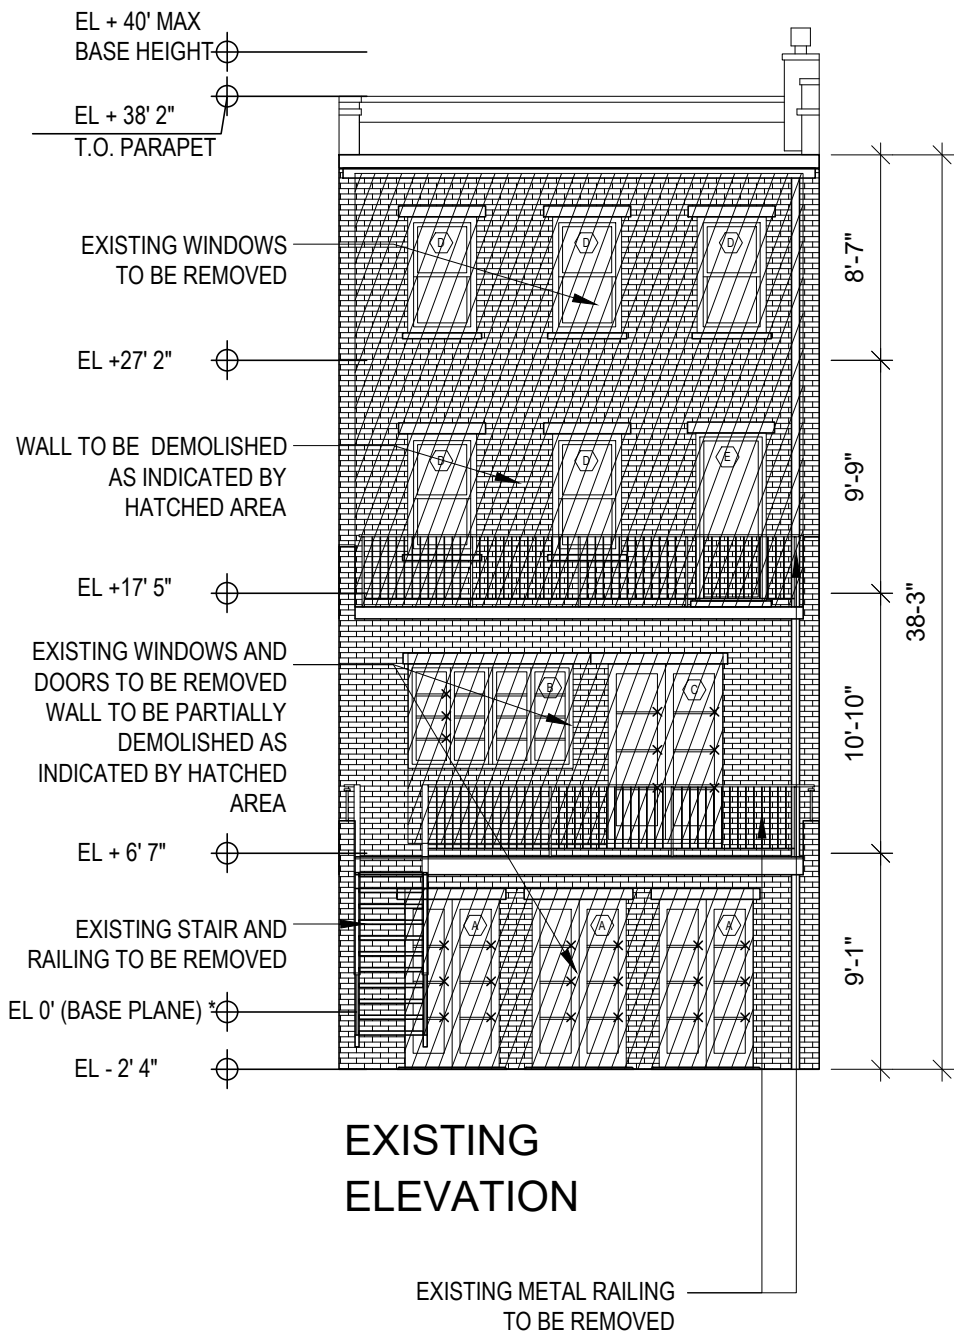 EL + 40' MAX
BASE HEIGHT
EL + 38' 2"
T.O. PARAPET
EXISTING WINDOWS
TO BE REMOVED
D D D
8'-7"
EL +27' 2"
WALL TO BE DEMOLISHED
AS INDICATED BY
HATCHED AREA
D D E
9'-9"
EL +17' 5"
38'-3"
EXISTING WINDOWS AND
DOORS TO BE REMOVED
WALL TO BE PARTIALLY
DEMOLISHED AS
INDICATED BY HATCHED
AREA
B C
10'-10"
EL + 6' 7"
EXISTING STAIR AND
RAILING TO BE REMOVED
A A A
9'-1"
EL 0' (BASE PLANE) *
EL - 2' 4"
EXISTING
ELEVATION
EXISTING METAL RAILING
TO BE REMOVED